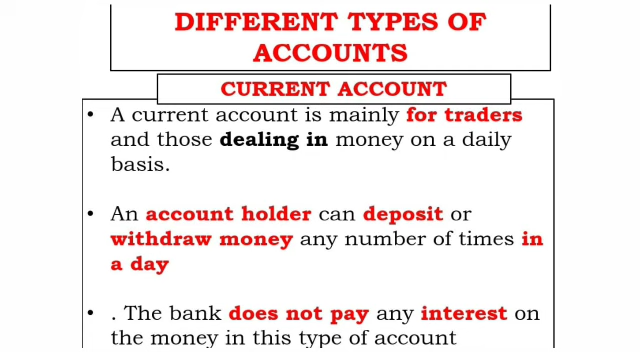 DIFFERENT TYPES OF
ACCOUNTS
CURRENT ACCOUNT
• A current account is mainly for traders
and those dealing in money on a daily
basis.
• An account holder can deposit or
withdraw money any number of times in
a day
• . The bank does not pay any interest on
the money in this type of account